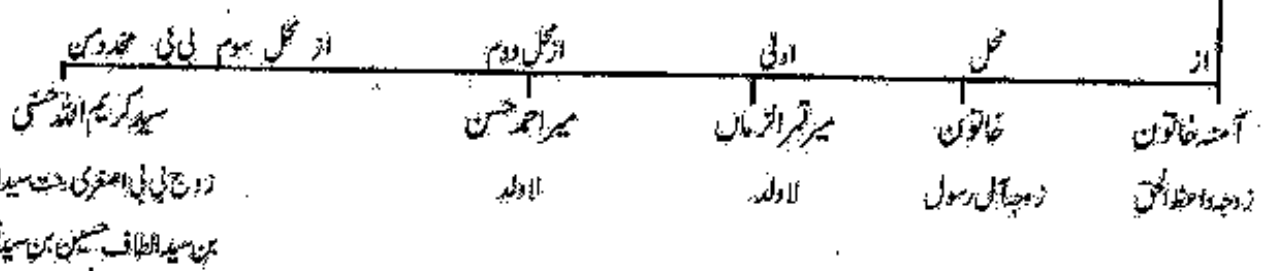 از محل اولی ازمحل دوم از محل سوم بی بی مخدومن
آمنہ خاتون خاتون میر قمر الزماں میر احمد حسن سید کریم اللہ حسنی
زوجہ واعظ الحق زوجہ آل رسول لاولد لاولد زوج بی بی اصغری بنت سید
بن سید الطاف حسین بن سید